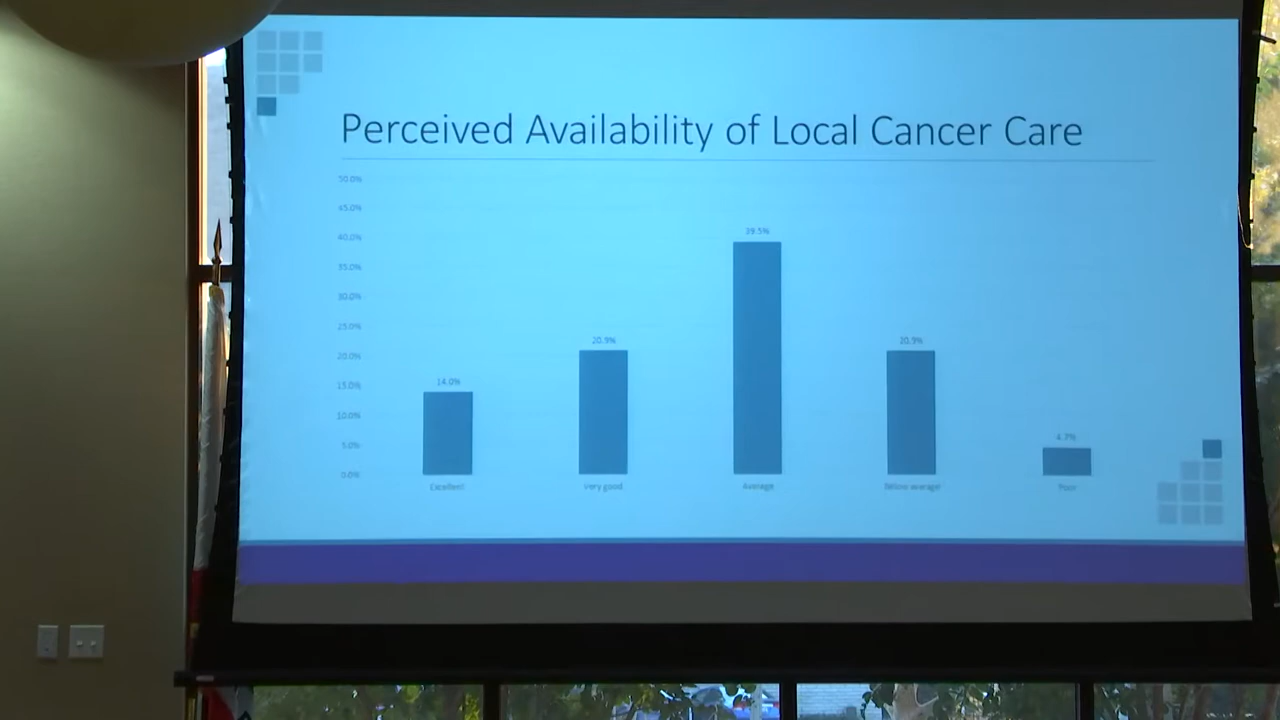 Perceived Availability of Local Cancer Care
50.0%
45.0%
40.0%
35.0%
30.0%
25.0%
20.0%
15.0%
10.0%
5.0%
0.0%
14.0%
20.9%
39.5%
20.9%
4.7%
Excellent
Very good
Average
Below average
Poor